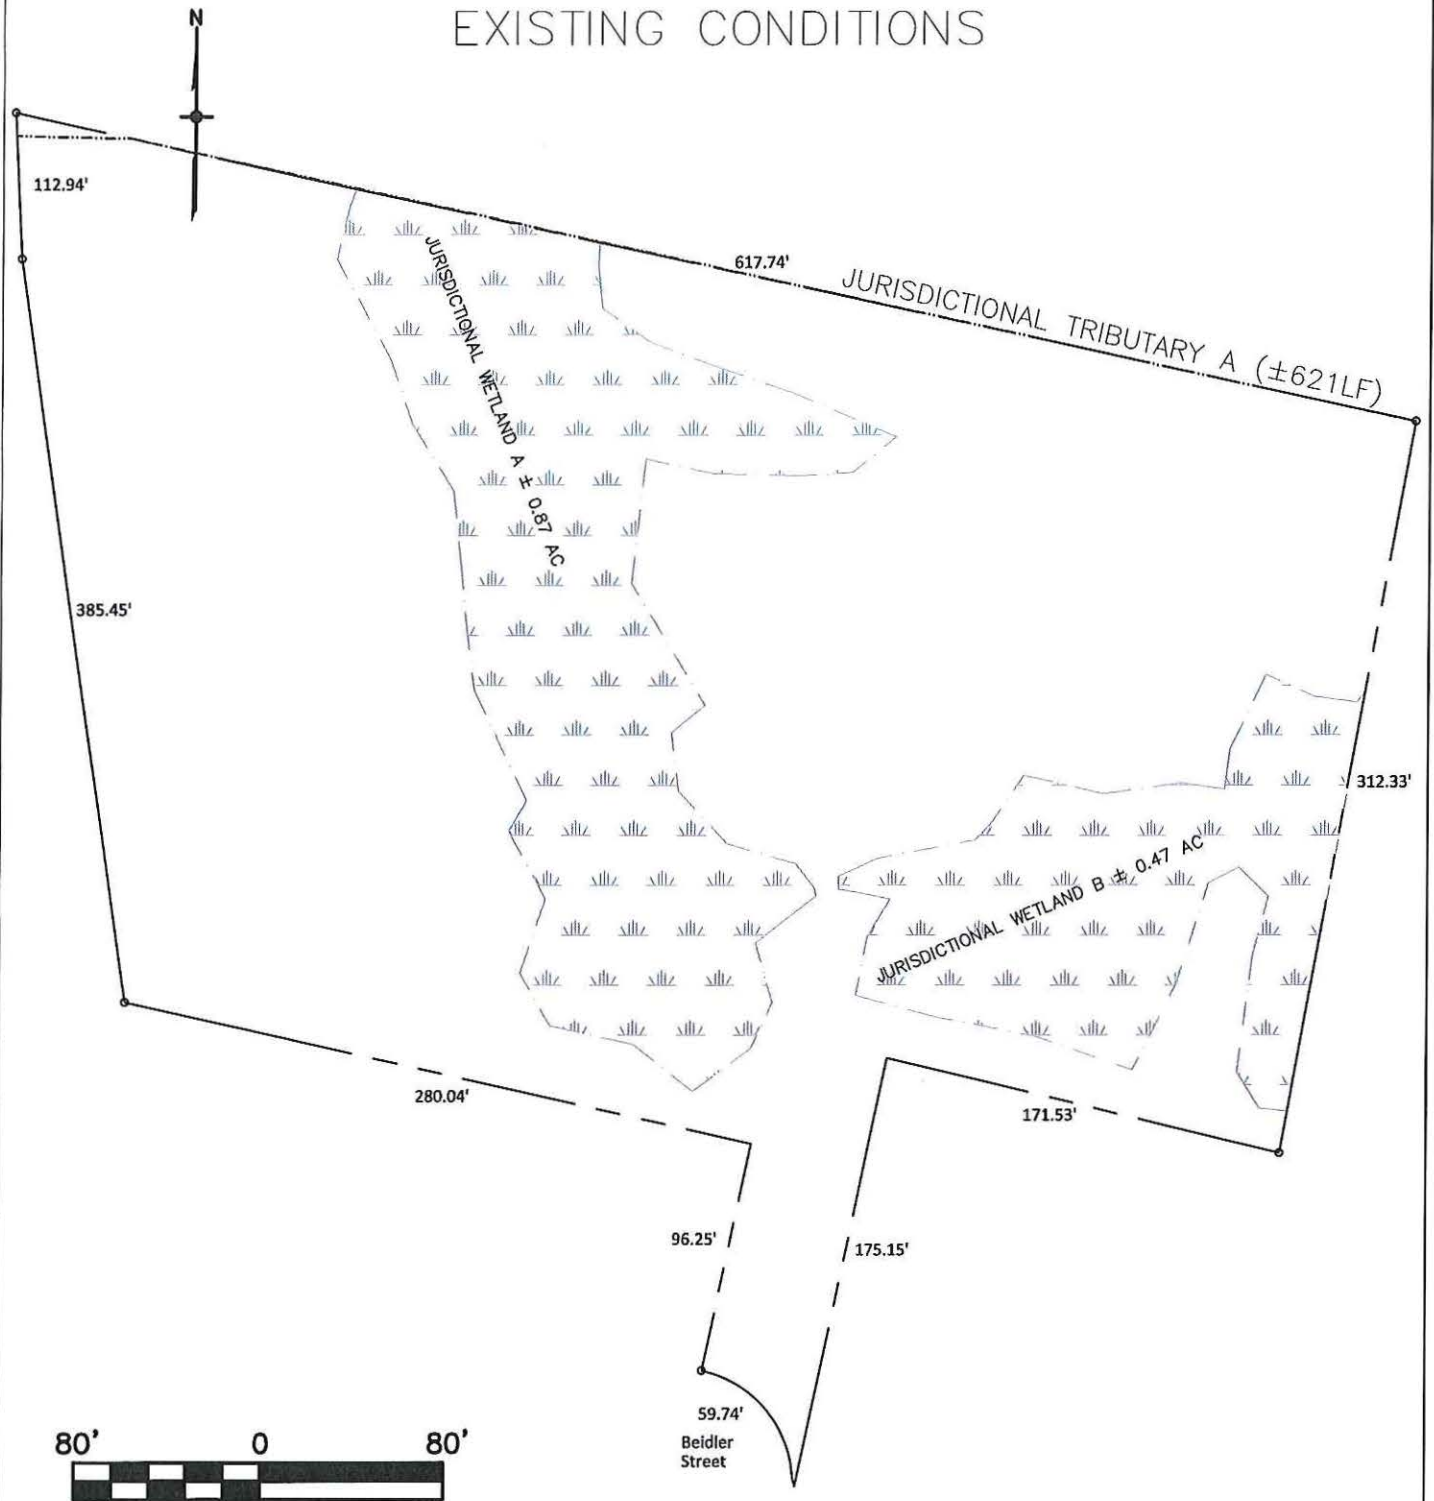 EXISTING CONDITIONS
N
112.94'
617.74'
JURISDICTIONAL TRIBUTARY A (±621LF)
JURISDICTIONAL WETLAND A ± 0.87 AC
385.45'
312.33'
JURISDICTIONAL WETLAND B ± 0.47 AC
280.04'
171.53'
96.25'
175.15'
59.74'
Beidler
Street
80' 0 80'